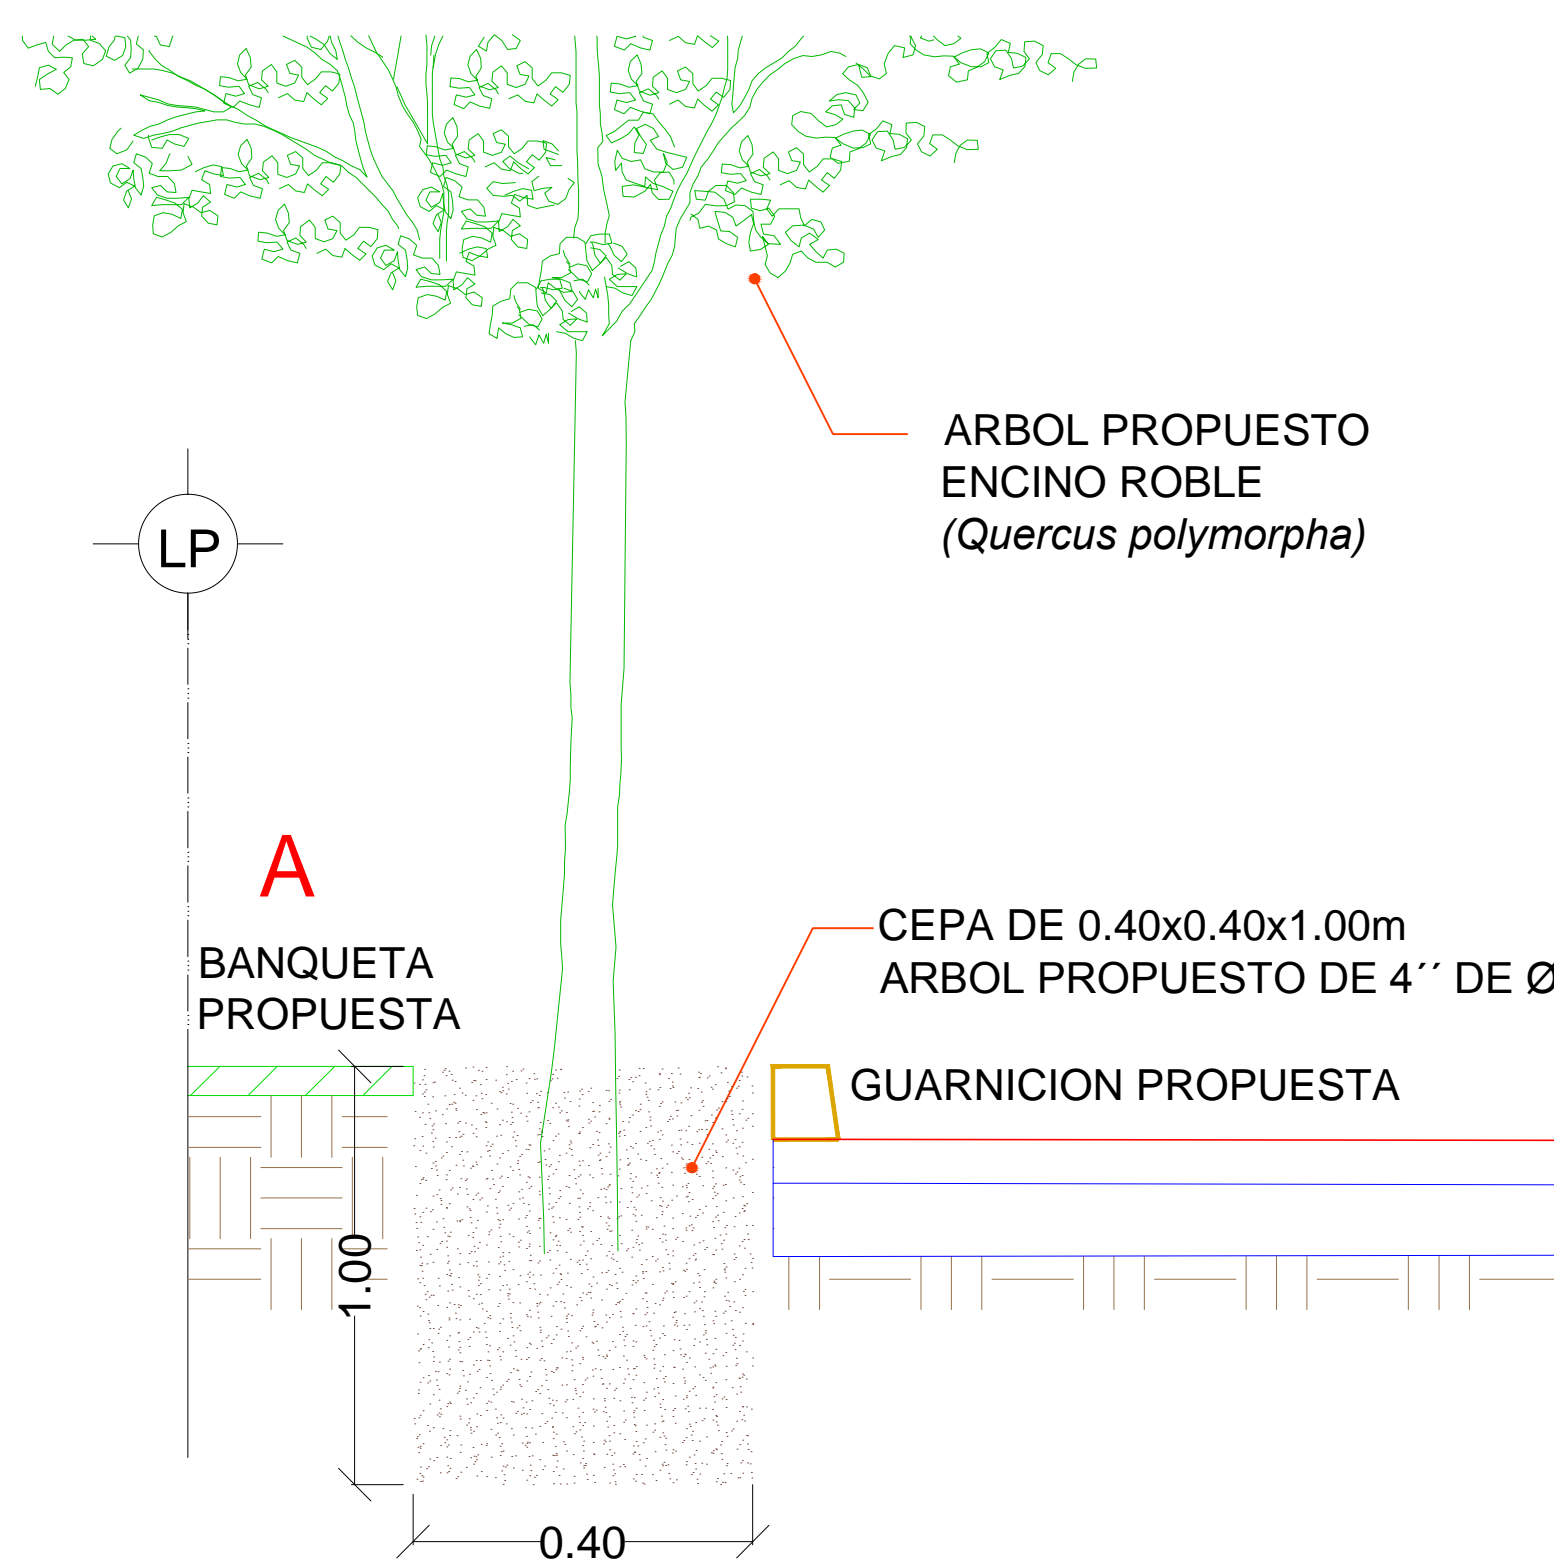 ARBOL PROPUESTO
ENCINO ROBLE
(Quercus polymorpha)
LP
A
BANQUETA
PROPUESTA
CEPA DE 0.40x0.40x1.00m
ARBOL PROPUESTO DE 4´´ DE Ø
GUARNICION PROPUESTA
1.00
0.40